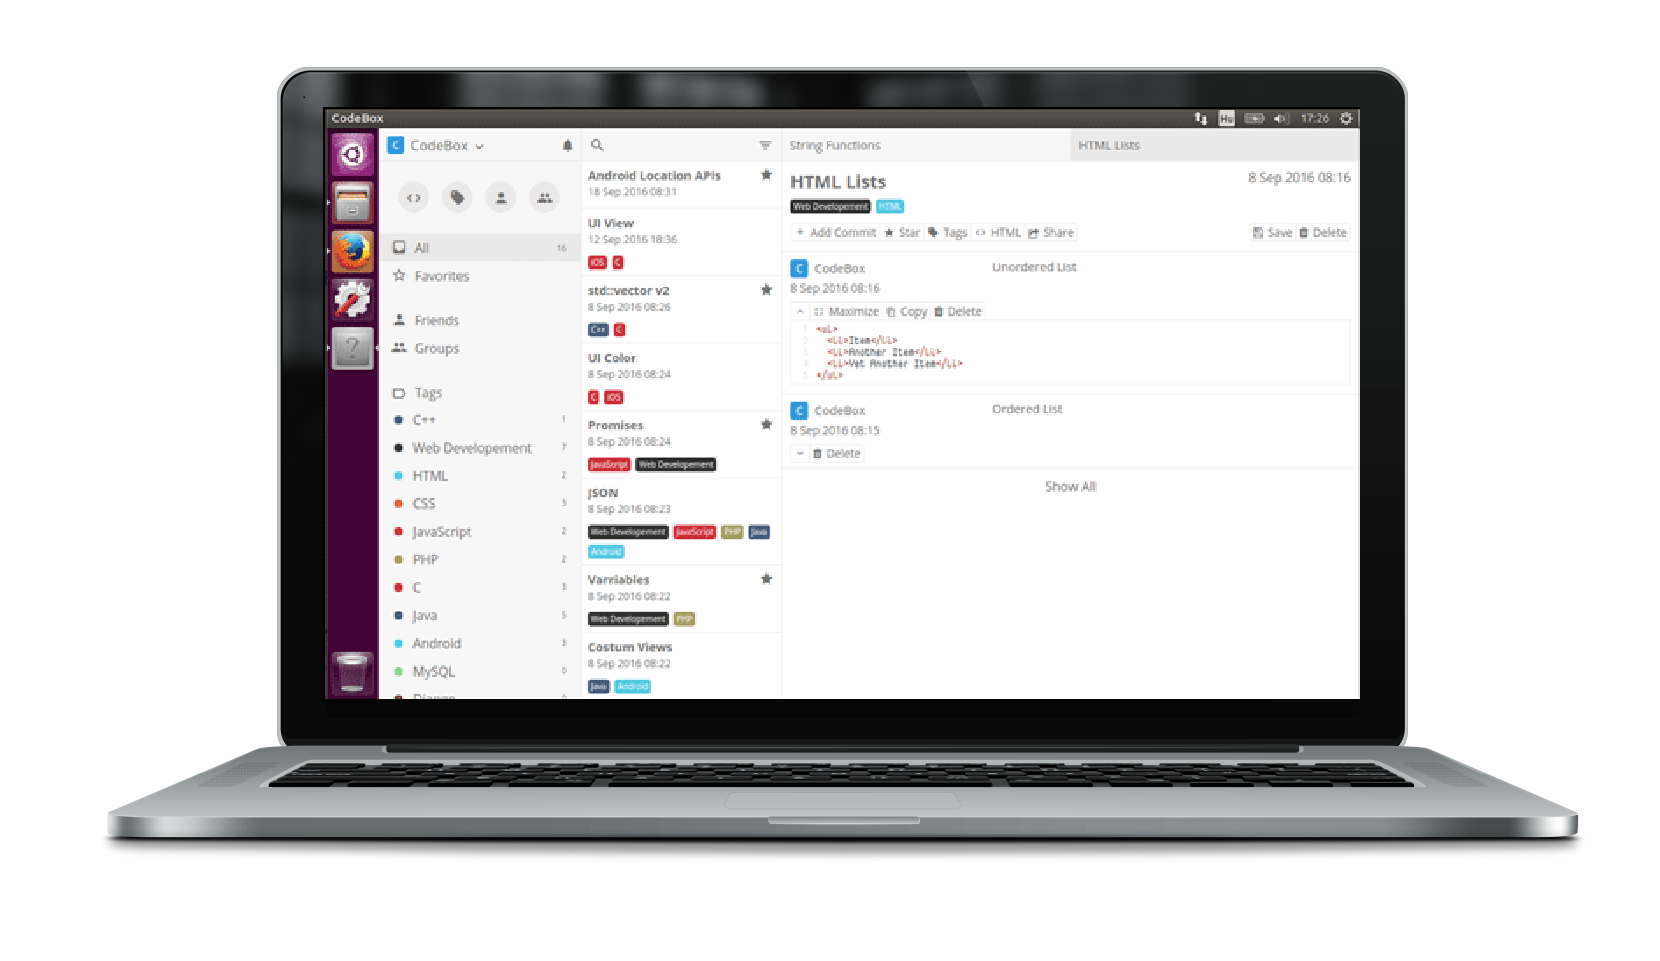 CodeBox
Hu 17:26
CodeBox
All 16
Favorites
Friends
Groups
Tags
C++ 1
Web Developement 7
HTML 2
CSS 3
JavaScript 2
PHP 2
C 3
Java 5
Android 3
MySQL 0
Django 0
Android Location APIs
18 Sep 2016 08:31
UI View
12 Sep 2016 18:36
iOS C
std::vector v2
8 Sep 2016 08:26
C++ C
UI Color
8 Sep 2016 08:24
C iOS
Promises
8 Sep 2016 08:24
JavaScript Web Developement
JSON
8 Sep 2016 08:23
Web Developement JavaScript PHP Java
Android
Varriables
8 Sep 2016 08:22
Web Developement PHP
Costum Views
8 Sep 2016 08:22
Java Android
String Functions HTML Lists
HTML Lists 8 Sep 2016 08:16
Web Developement HTML
+ Add Commit Star Tags <> HTML Share Save Delete
C CodeBox Unordered List
8 Sep 2016 08:16
Maximize Copy Delete
1 <ul>
2 <li>Item</li>
3 <li>Another Item</li>
4 <li>Yet Another Item</li>
5 </ul>
C CodeBox Ordered List
8 Sep 2016 08:15
Delete
Show All